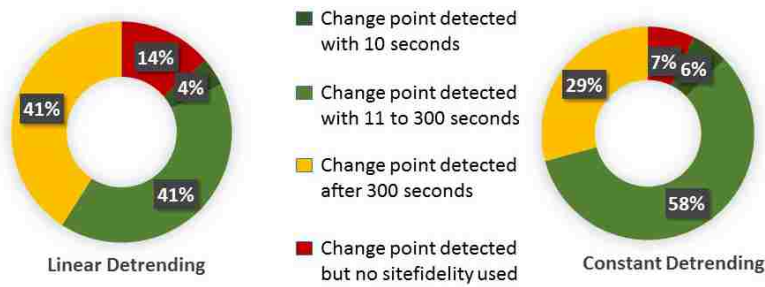 14%
4%
41%
41%
Linear Detrending
Change point detected
with 10 seconds
Change point detected
with 11 to 300 seconds
Change point detected
after 300 seconds
Change point detected
but no sitefidelity used
7%
6%
29%
58%
Constant Detrending